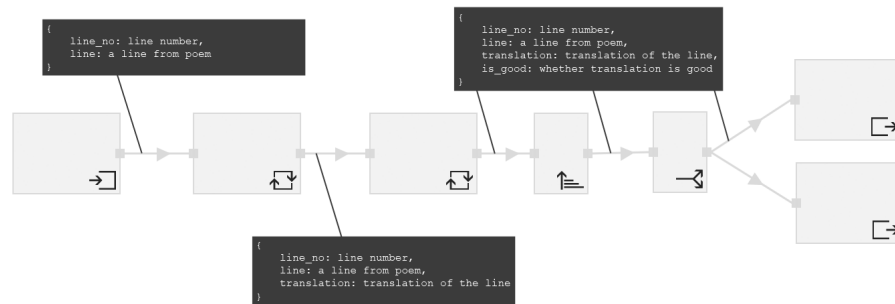 {
line_no: line number,
line: a line from poem
}
{
line_no: line number,
line: a line from poem,
translation: translation of the line,
is_good: whether translation is good
}
{
line_no: line number,
line: a line from poem,
translation: translation of the line
}